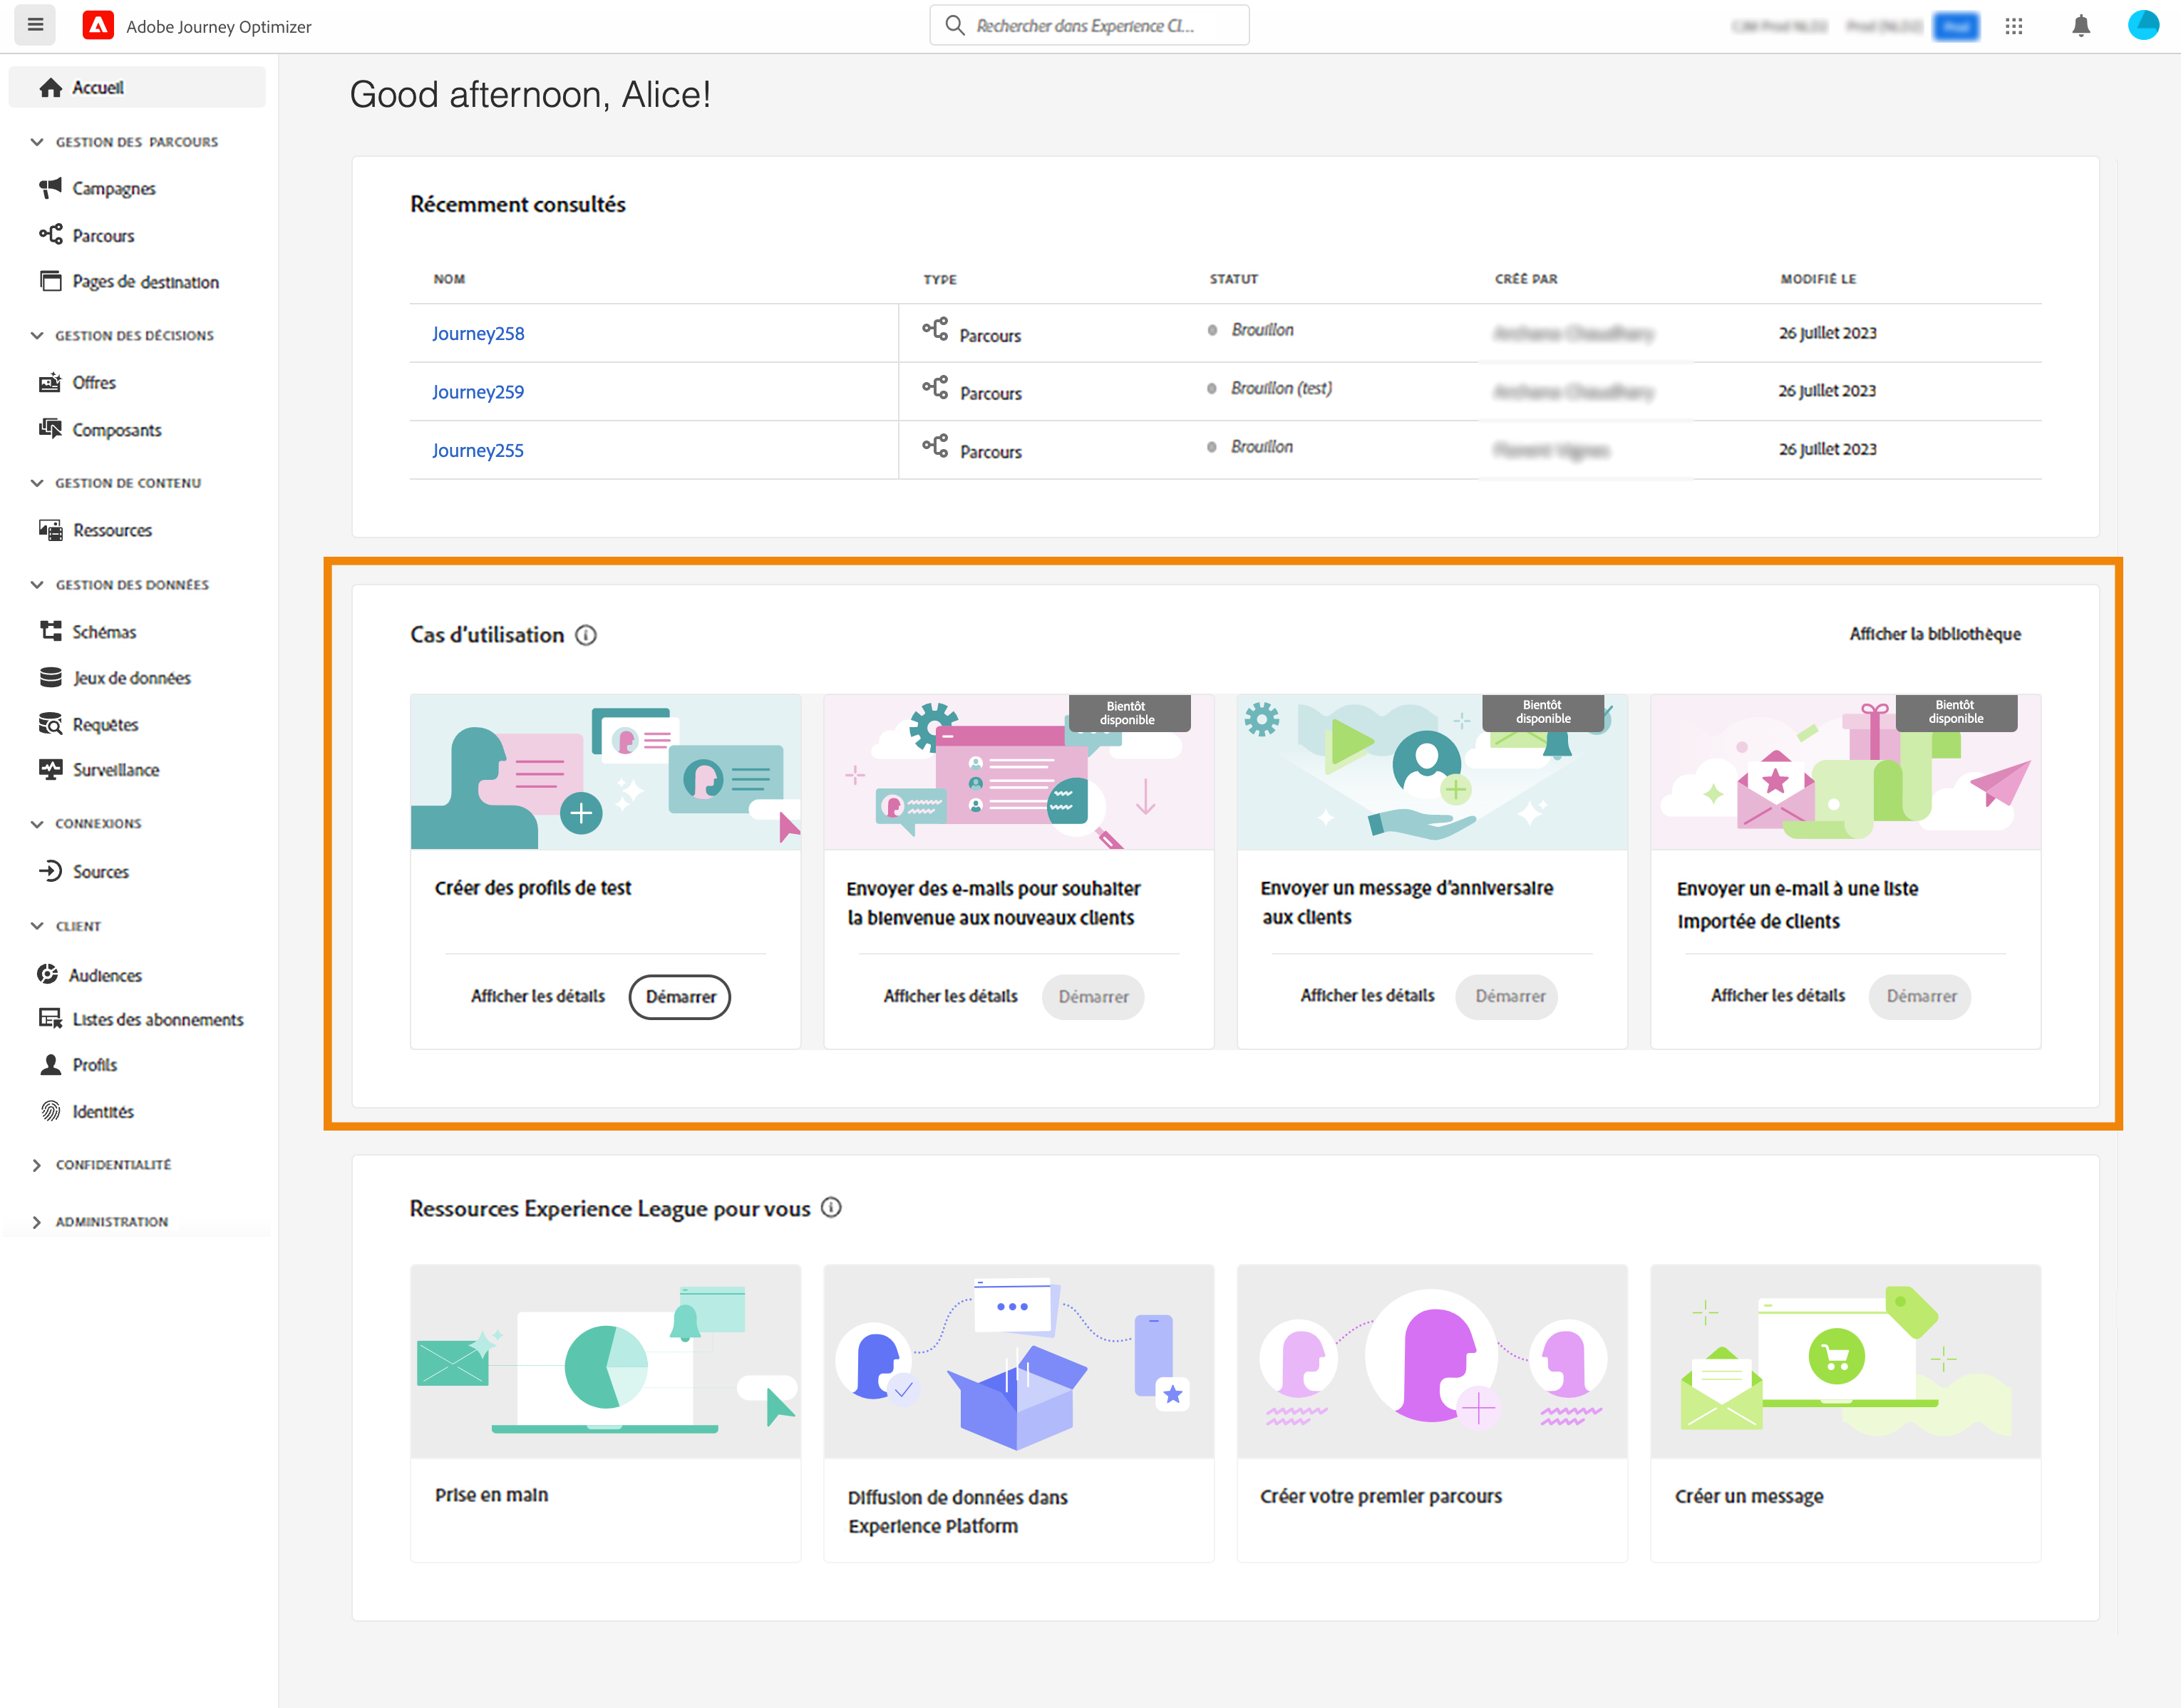 Adobe Journey Optimizer
Rechercher dans Experience Cl...
Accueil
GESTION DES PARCOURS
Campagnes
Parcours
Pages de destination
GESTION DES DÉCISIONS
Offres
Composants
GESTION DE CONTENU
Ressources
GESTION DES DONNÉES
Schémas
Jeux de données
Requêtes
Surveillance
CONNEXIONS
Sources
CLIENT
Audiences
Listes des abonnements
Profils
Identités
CONFIDENTIALITÉ
ADMINISTRATION
Good afternoon, Alice!
Récemment consultés
NOM TYPE STATUT CRÉÉ PAR MODIFIÉ LE
Journey258 Parcours Brouillon 26 juillet 2023
Journey259 Parcours Brouillon (test) 26 juillet 2023
Journey255 Parcours Brouillon 26 juillet 2023
Cas d'utilisation
Afficher la bibliothèque
Créer des profils de test
Afficher les détails Démarrer
Bientôt
disponible
Envoyer des e-mails pour souhaiter
la bienvenue aux nouveaux clients
Afficher les détails Démarrer
Bientôt
disponible
Envoyer un message d'anniversaire
aux clients
Afficher les détails Démarrer
Bientôt
disponible
Envoyer un e-mail à une liste
importée de clients
Afficher les détails Démarrer
Ressources Experience League pour vous
Prise en main
Diffusion de données dans
Experience Platform
Créer votre premier parcours
Créer un message